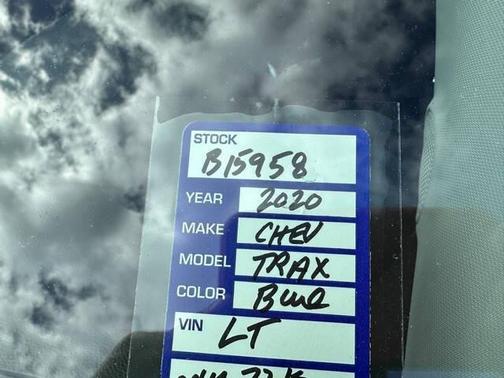 STOCK
B15958
YEAR 2020
MAKE CHEV
MODEL TRAX
COLOR Blue
VIN LT